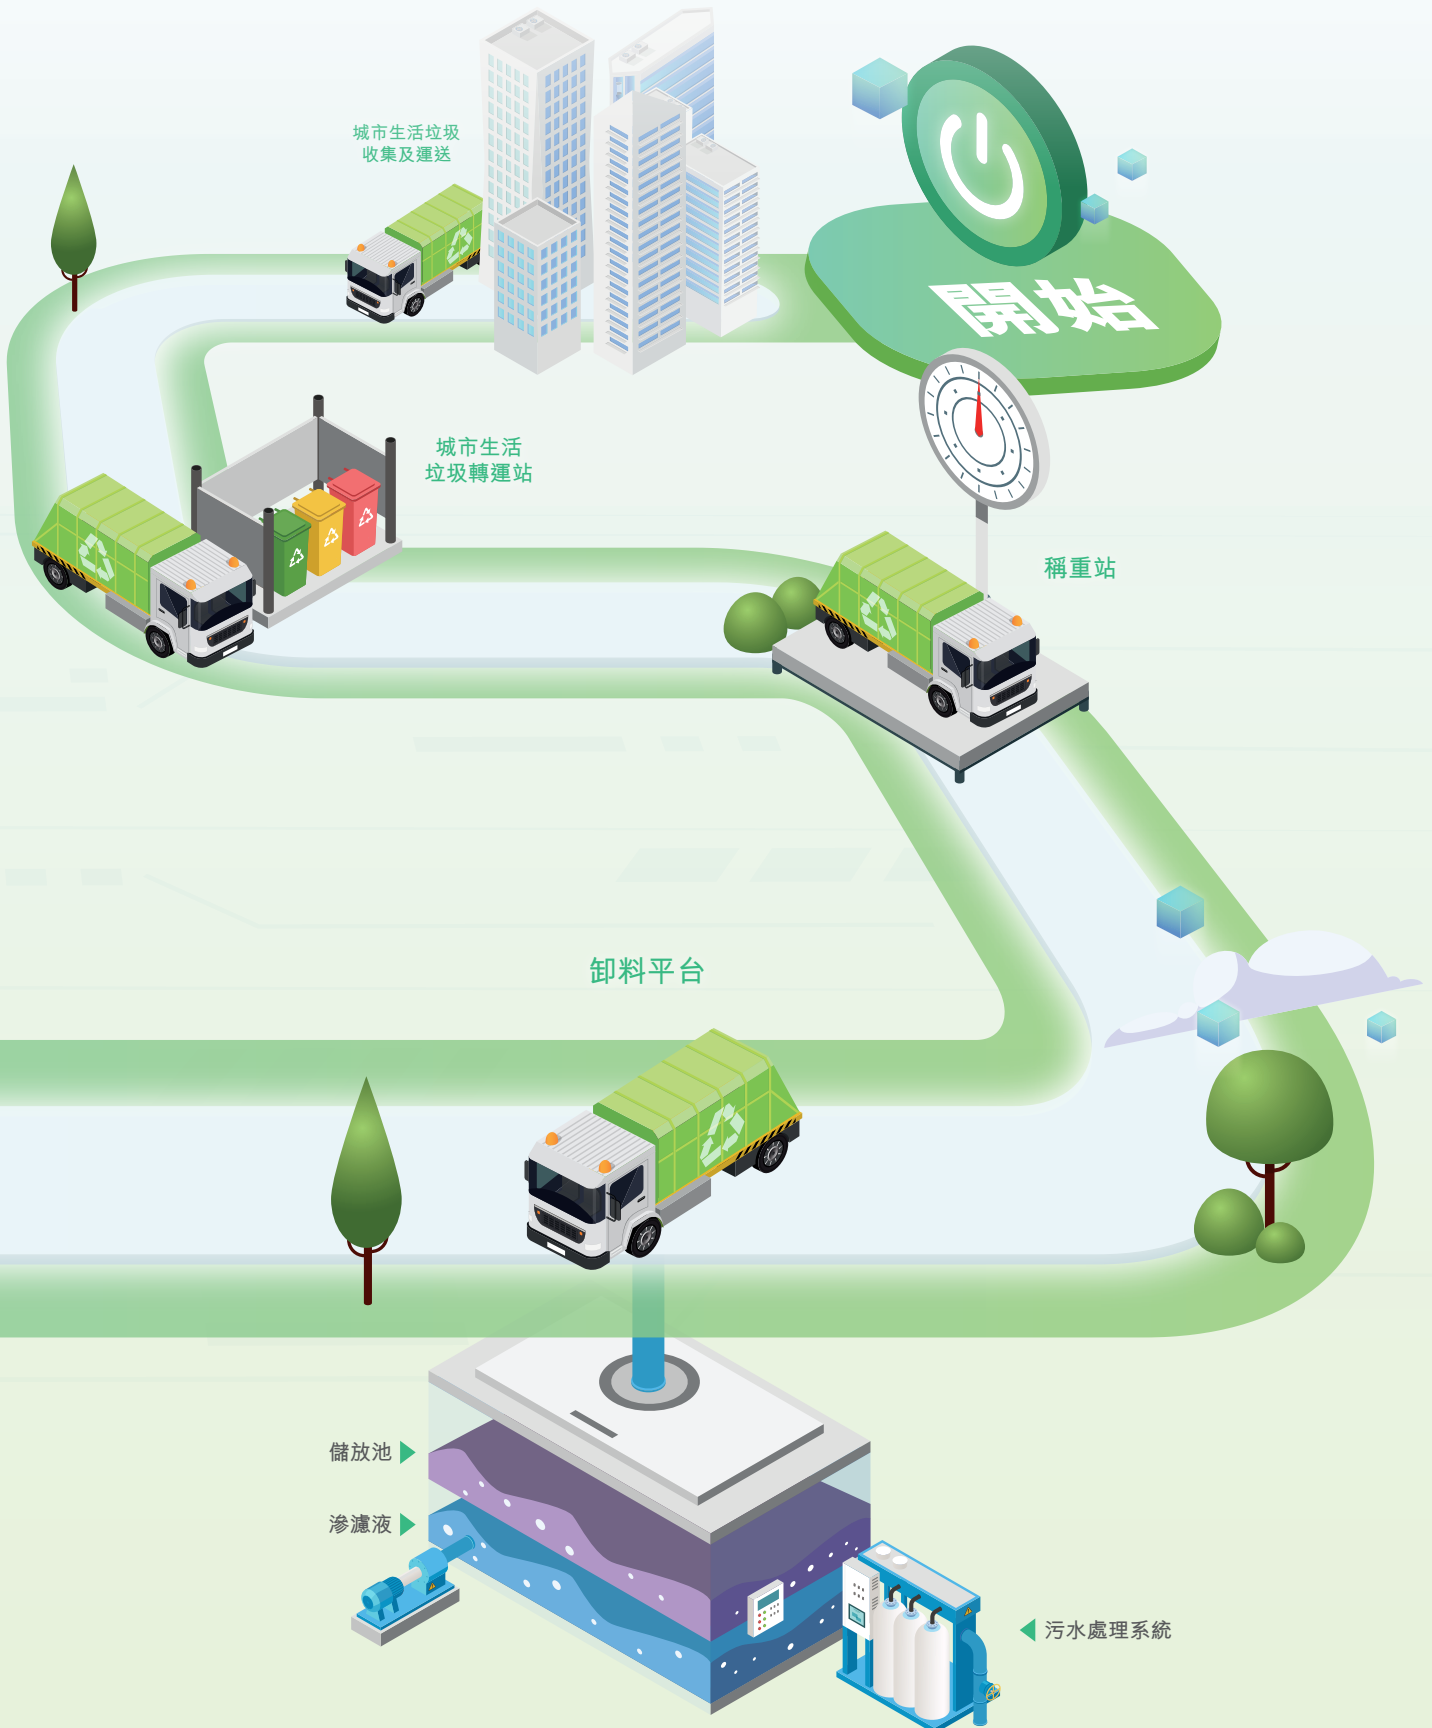 城市生活垃圾
收集及運送
開始
城市生活
垃圾轉運站
稱重站
卸料平台
儲放池
滲濾液
污水處理系統